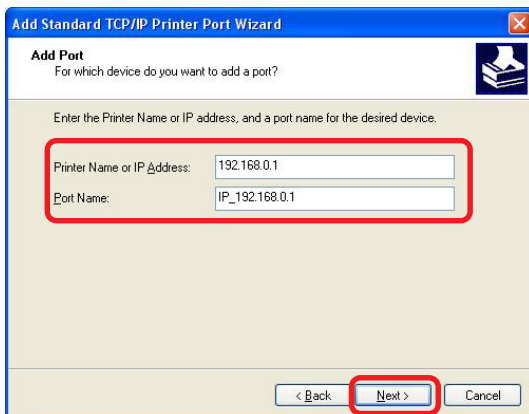 Add Standard TCP/IP Printer Port Wizard
Add Port
For which device do you want to add a port?
Enter the Printer Name or IP address, and a port name for the desired device.
Printer Name or IP Address: 192.168.0.1
Port Name: IP_192.168.0.1
< Back Next > Cancel